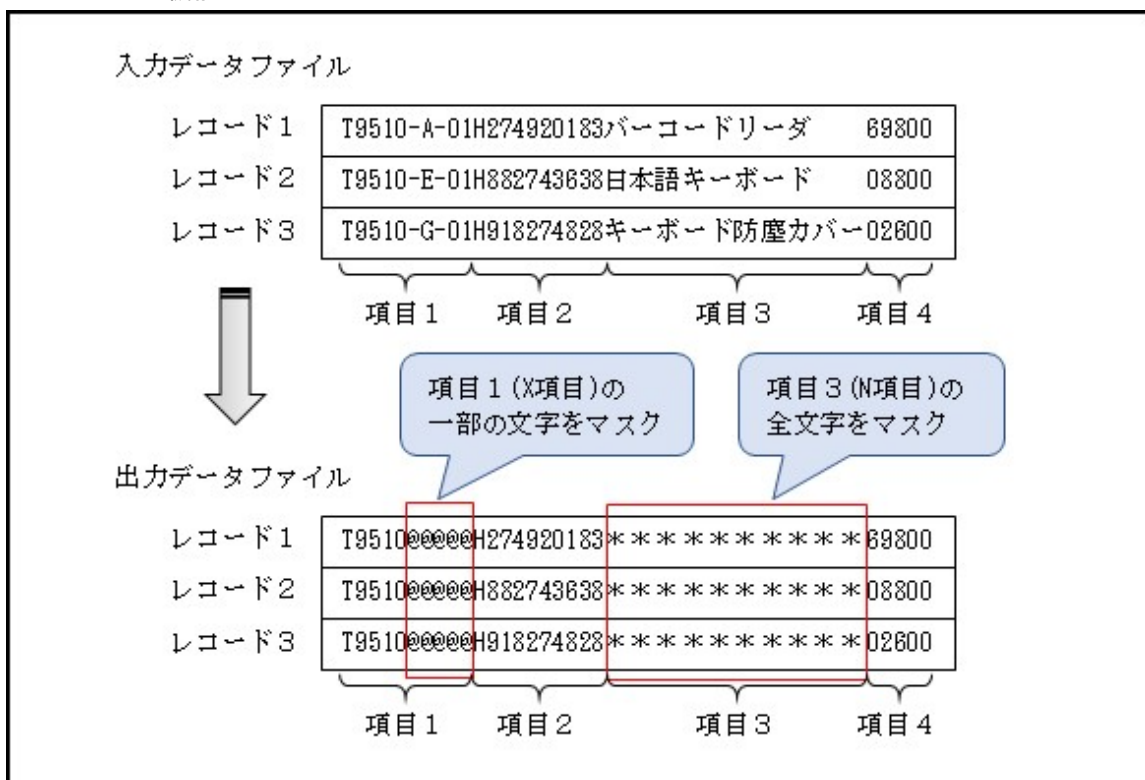 入力データファイル
レコード1 T9510-A-01H274920183バーコードリーダ　69800
レコード2 T9510-E-01H882743638日本語キーボード　08800
レコード3 T9510-G-01H918274828キーボード防塵カバー02600
項目1 項目2 項目3 項目4
項目1(X項目)の
一部の文字をマスク
項目3(N項目)の
全文字をマスク
出力データファイル
レコード1 T9510@@@@@H274920183＊＊＊＊＊＊＊＊＊＊69800
レコード2 T9510@@@@@H882743638＊＊＊＊＊＊＊＊＊＊08800
レコード3 T9510@@@@@H918274828＊＊＊＊＊＊＊＊＊＊02600
項目1 項目2 項目3 項目4